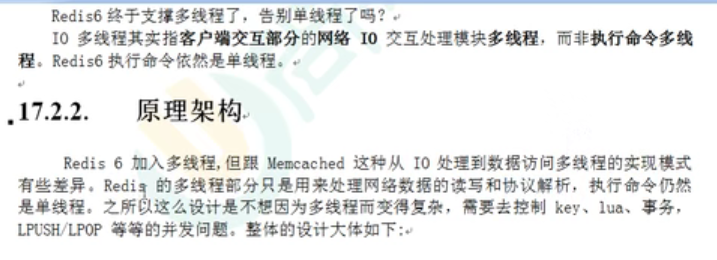 Redis6 终于支撑多线程了，告别单线程了吗？
IO 多线程其实指客户端交互部分的网络 IO 交互处理模块多线程，而非执行命令多线
程。Redis6 执行命令依然是单线程。
17.2.2. 原理架构
Redis 6 加入多线程,但跟 Memcached 这种从 IO 处理到数据访问多线程的实现模式
有些差异。Redis 的多线程部分只是用来处理网络数据的读写和协议解析，执行命令仍然
是单线程。之所以这么设计是不想因为多线程而变得复杂，需要去控制 key、lua、事务，
LPUSH/LPOP 等等的并发问题。整体的设计大体如下: